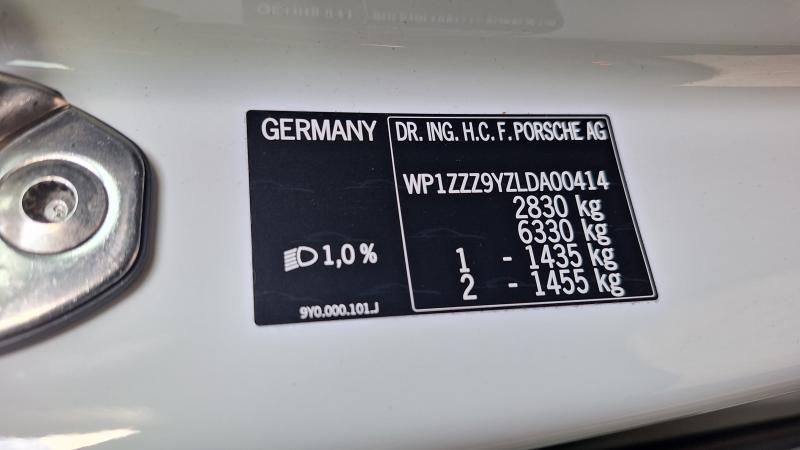 GERMANY
DR. ING. H.C. F. PORSCHE AG
WP1ZZZ9YZLDA00414
2830 kg
6330 kg
1 - 1435 kg
2 - 1455 kg
1,0 %
9Y0.000.101.J